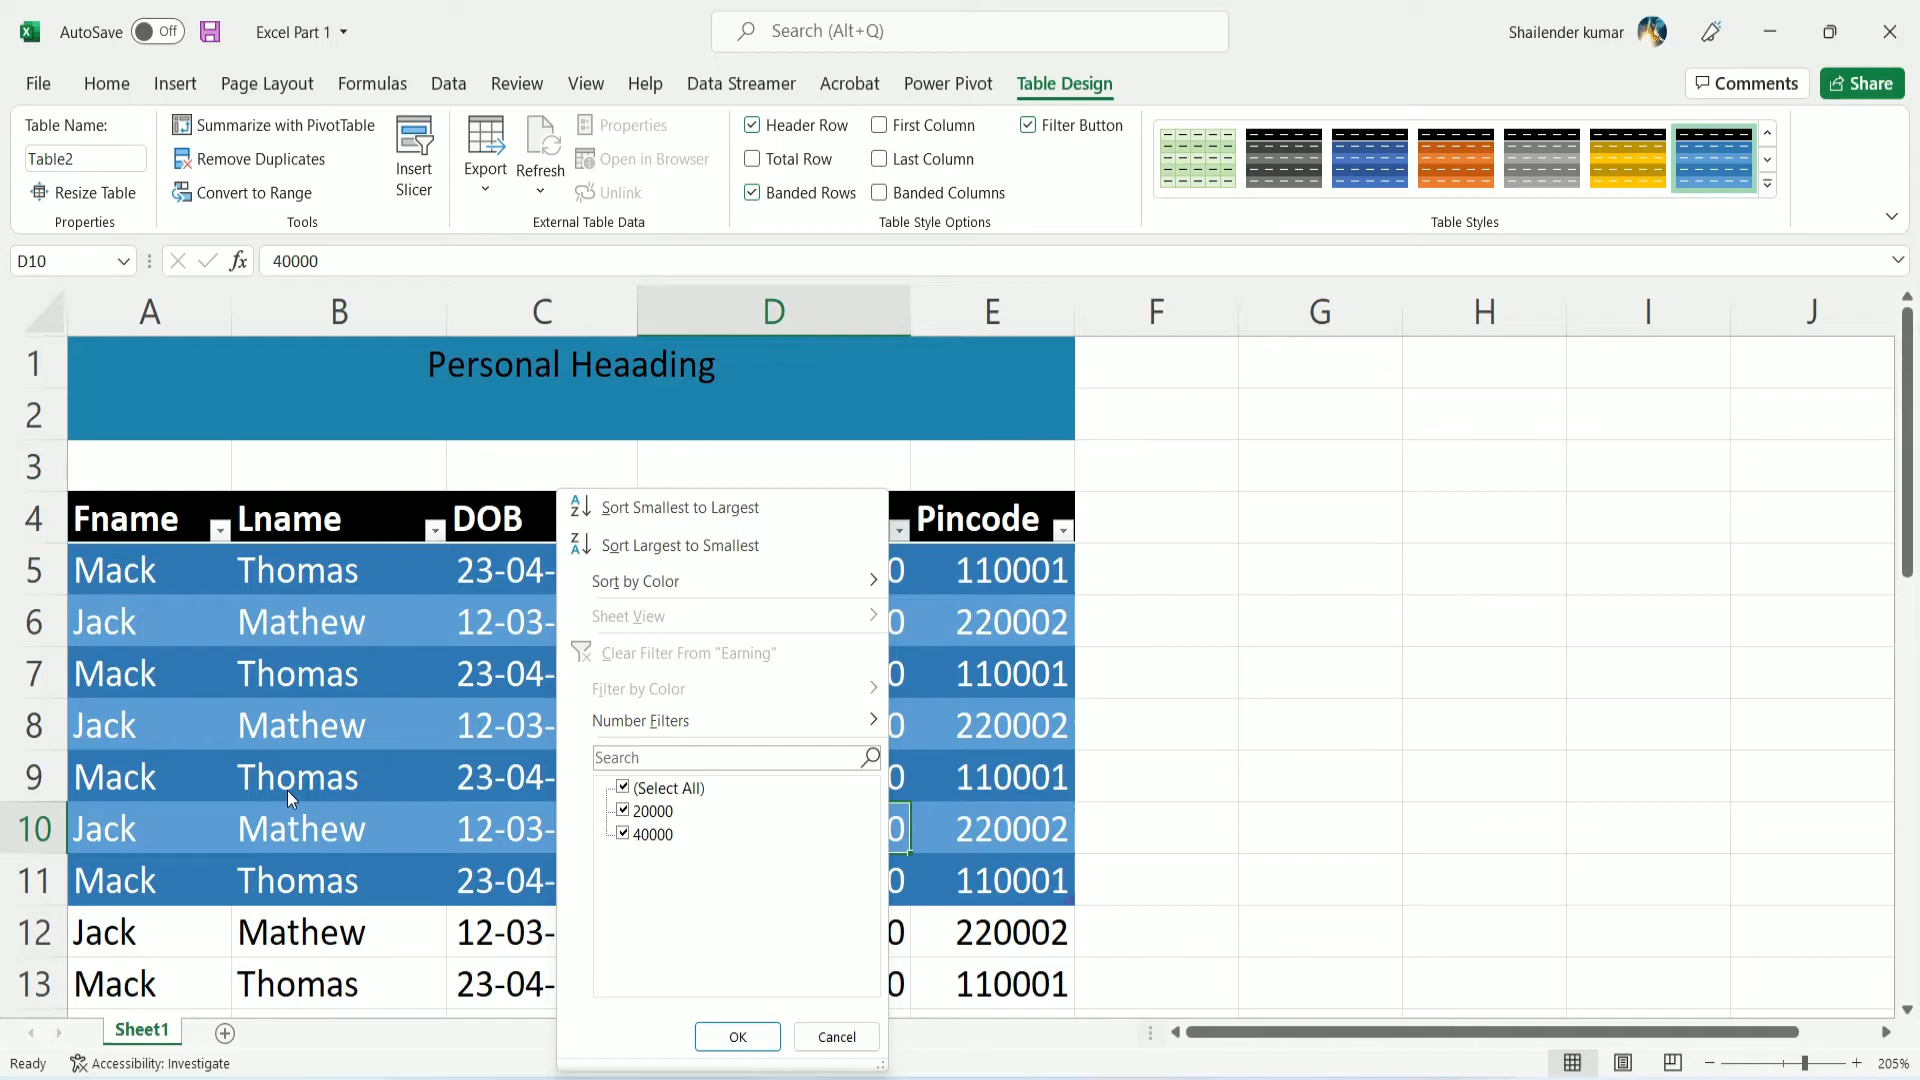 AutoSave Off Excel Part 1 Search (Alt+Q) Shailender kumar
File Home Insert Page Layout Formulas Data Review View Help Data Streamer Acrobat Power Pivot Table Design Comments Share
Table Name:
Table2
Resize Table
Properties
Summarize with PivotTable
Remove Duplicates
Convert to Range
Tools
Insert
Slicer
Export
Refresh
Properties
Open in Browser
Unlink
External Table Data
Header Row First Column Filter Button
Total Row Last Column
Banded Rows Banded Columns
Table Style Options
Table Styles
D10 fx 40000
A B C D E F G H I J
1 Personal Heaading
2
3
4 Fname Lname DOB Pincode
5 Mack Thomas 23-04- 0 110001
6 Jack Mathew 12-03- 0 220002
7 Mack Thomas 23-04- 0 110001
8 Jack Mathew 12-03- 0 220002
9 Mack Thomas 23-04- 0 110001
10 Jack Mathew 12-03- 0 220002
11 Mack Thomas 23-04- 0 110001
12 Jack Mathew 12-03- 0 220002
13 Mack Thomas 23-04- 0 110001
Sort Smallest to Largest
Sort Largest to Smallest
Sort by Color
Sheet View
Clear Filter From "Earning"
Filter by Color
Number Filters
Search
(Select All)
20000
40000
OK Cancel
Sheet1
Ready Accessibility: Investigate 205%